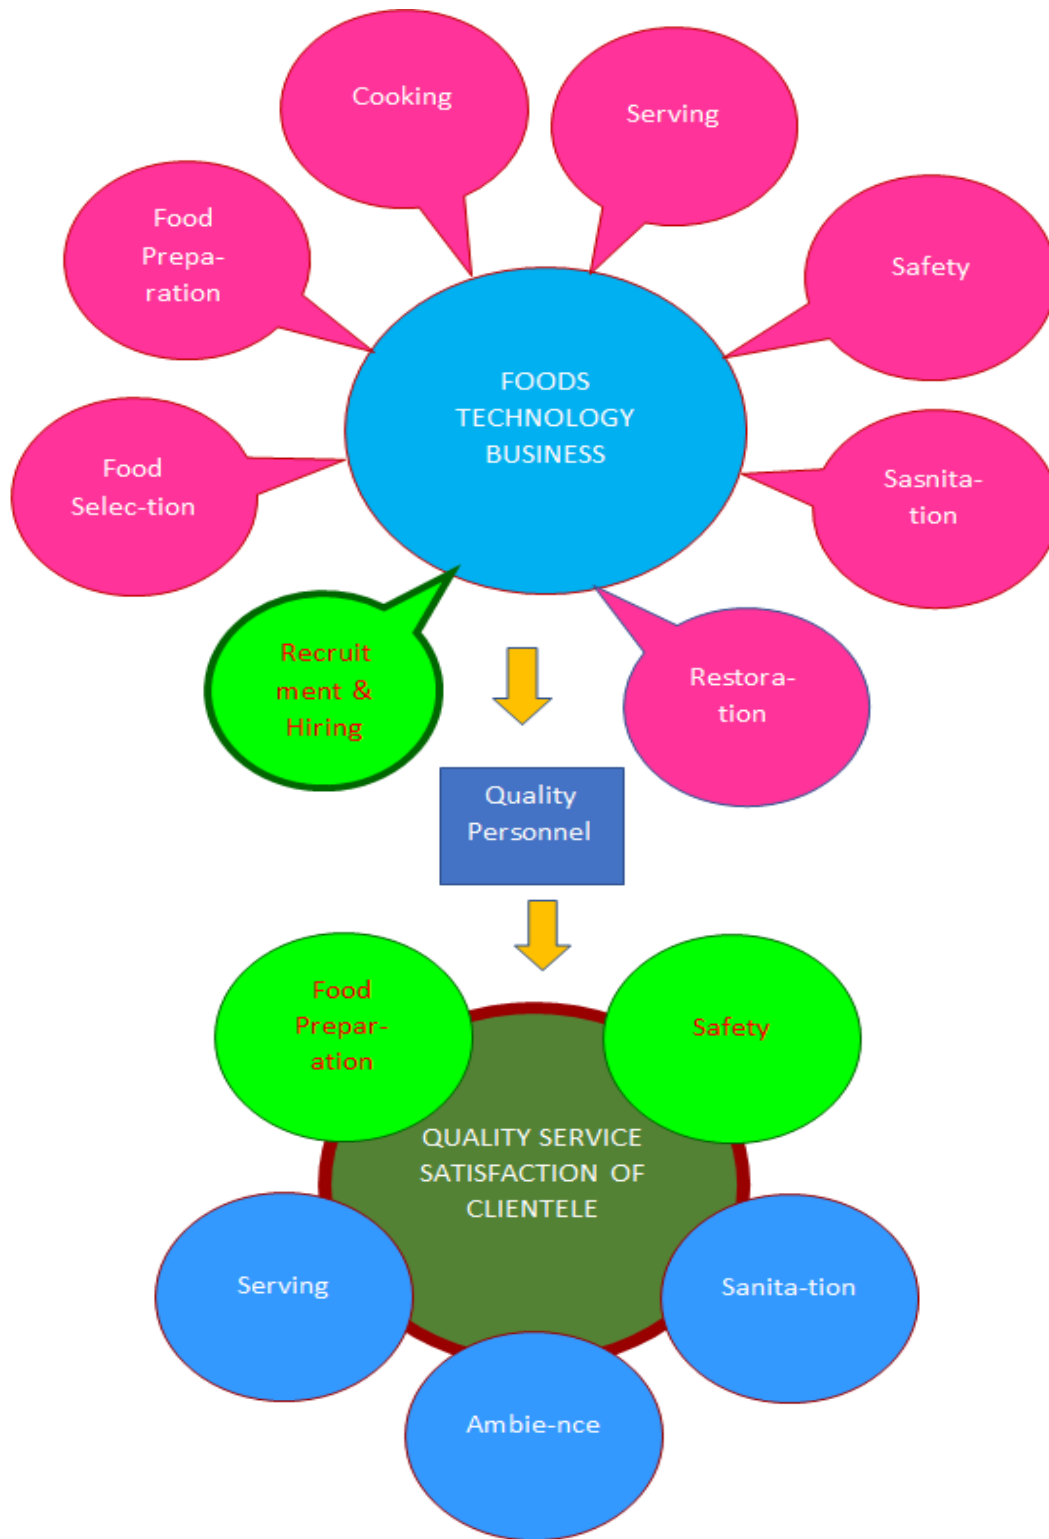 Cooking
Serving
Food
Prepa-
ration
Safety
FOODS
TECHNOLOGY
BUSINESS
Food
Selec-tion
Sasnita-
tion
Recruit
ment &
Hiring
Restora-
tion
Quality
Personnel
Food
Prepar-
ation
Safety
QUALITY SERVICE
SATISFACTION OF
CLIENTELE
Serving
Sanita-tion
Ambie-nce